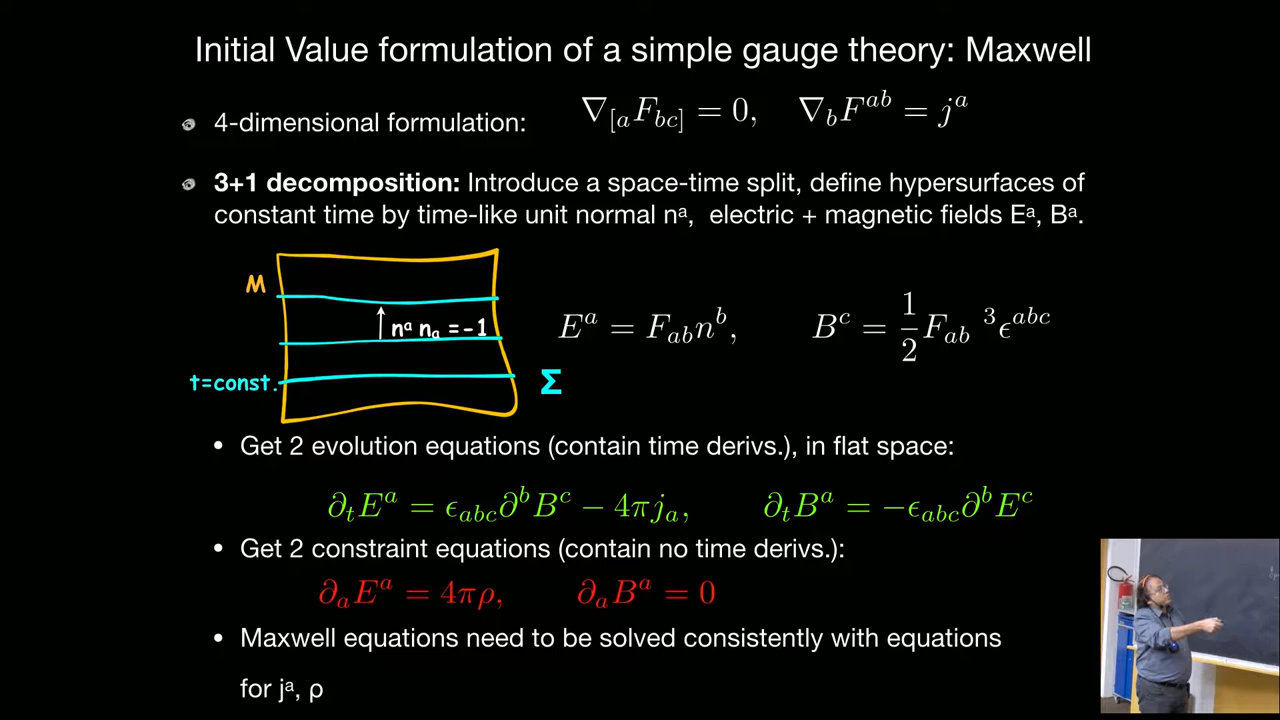 Initial Value formulation of a simple gauge theory: Maxwell
4-dimensional formulation: ∇[aFbc] = 0, ∇bF^ab = j^a
3+1 decomposition: Introduce a space-time split, define hypersurfaces of
constant time by time-like unit normal nᵃ, electric + magnetic fields Eᵃ, Bᵃ.
M
nᵃ nₐ = -1
E^a = F_ab n^b, B^c = 1/2 F_ab ³ϵ^abc
t=const.
Σ
• Get 2 evolution equations (contain time derivs.), in flat space:
∂_t E^a = ϵ_abc ∂^b B^c − 4πj_a, ∂_t B^a = −ϵ_abc ∂^b E^c
• Get 2 constraint equations (contain no time derivs.):
∂_a E^a = 4πρ, ∂_a B^a = 0
• Maxwell equations need to be solved consistently with equations
for jᵃ, ρ